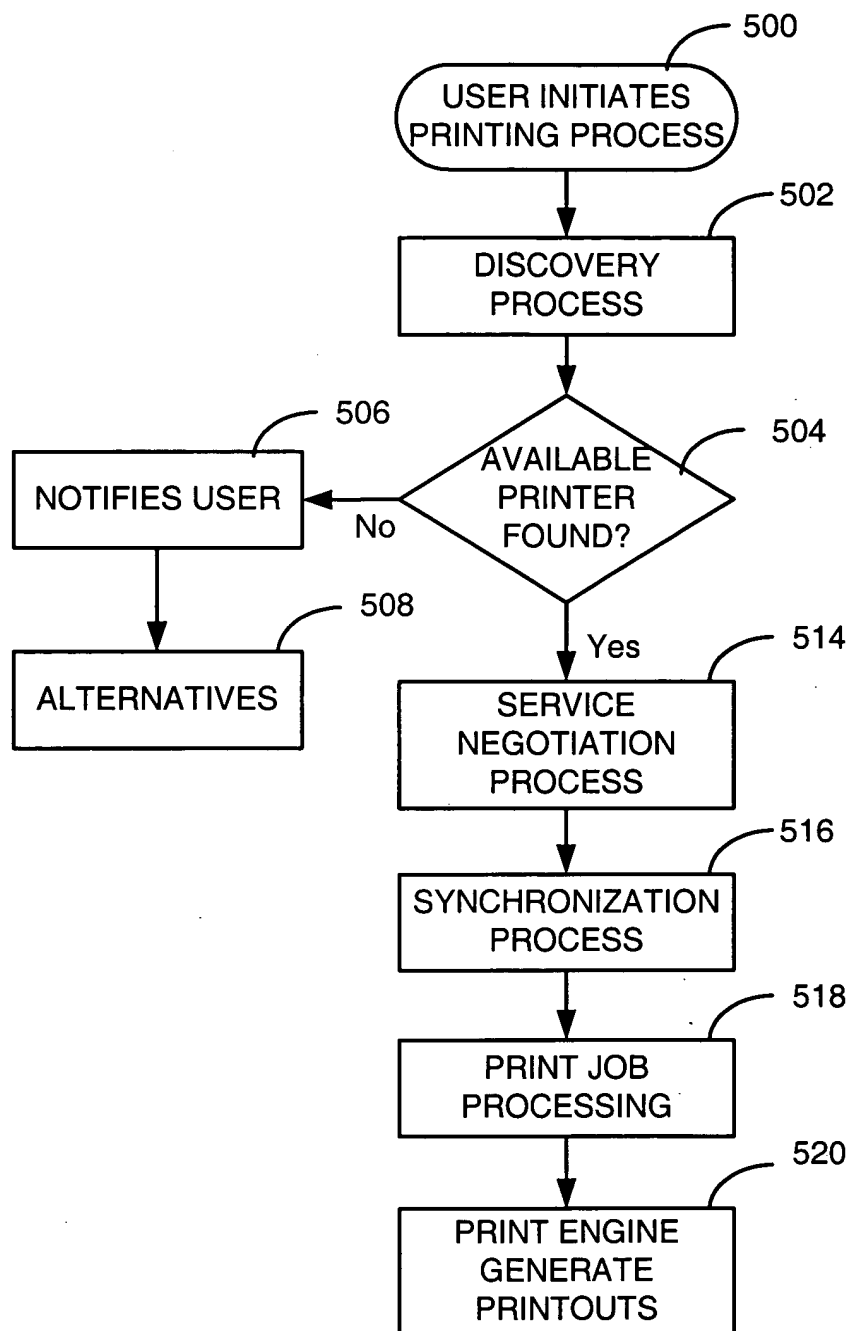 500
USER INITIATES
PRINTING PROCESS
502
DISCOVERY
PROCESS
504
AVAILABLE
PRINTER
FOUND?
506
NOTIFIES USER
No
508
ALTERNATIVES
Yes
514
SERVICE
NEGOTIATION
PROCESS
516
SYNCHRONIZATION
PROCESS
518
PRINT JOB
PROCESSING
520
PRINT ENGINE
GENERATE
PRINTOUTS